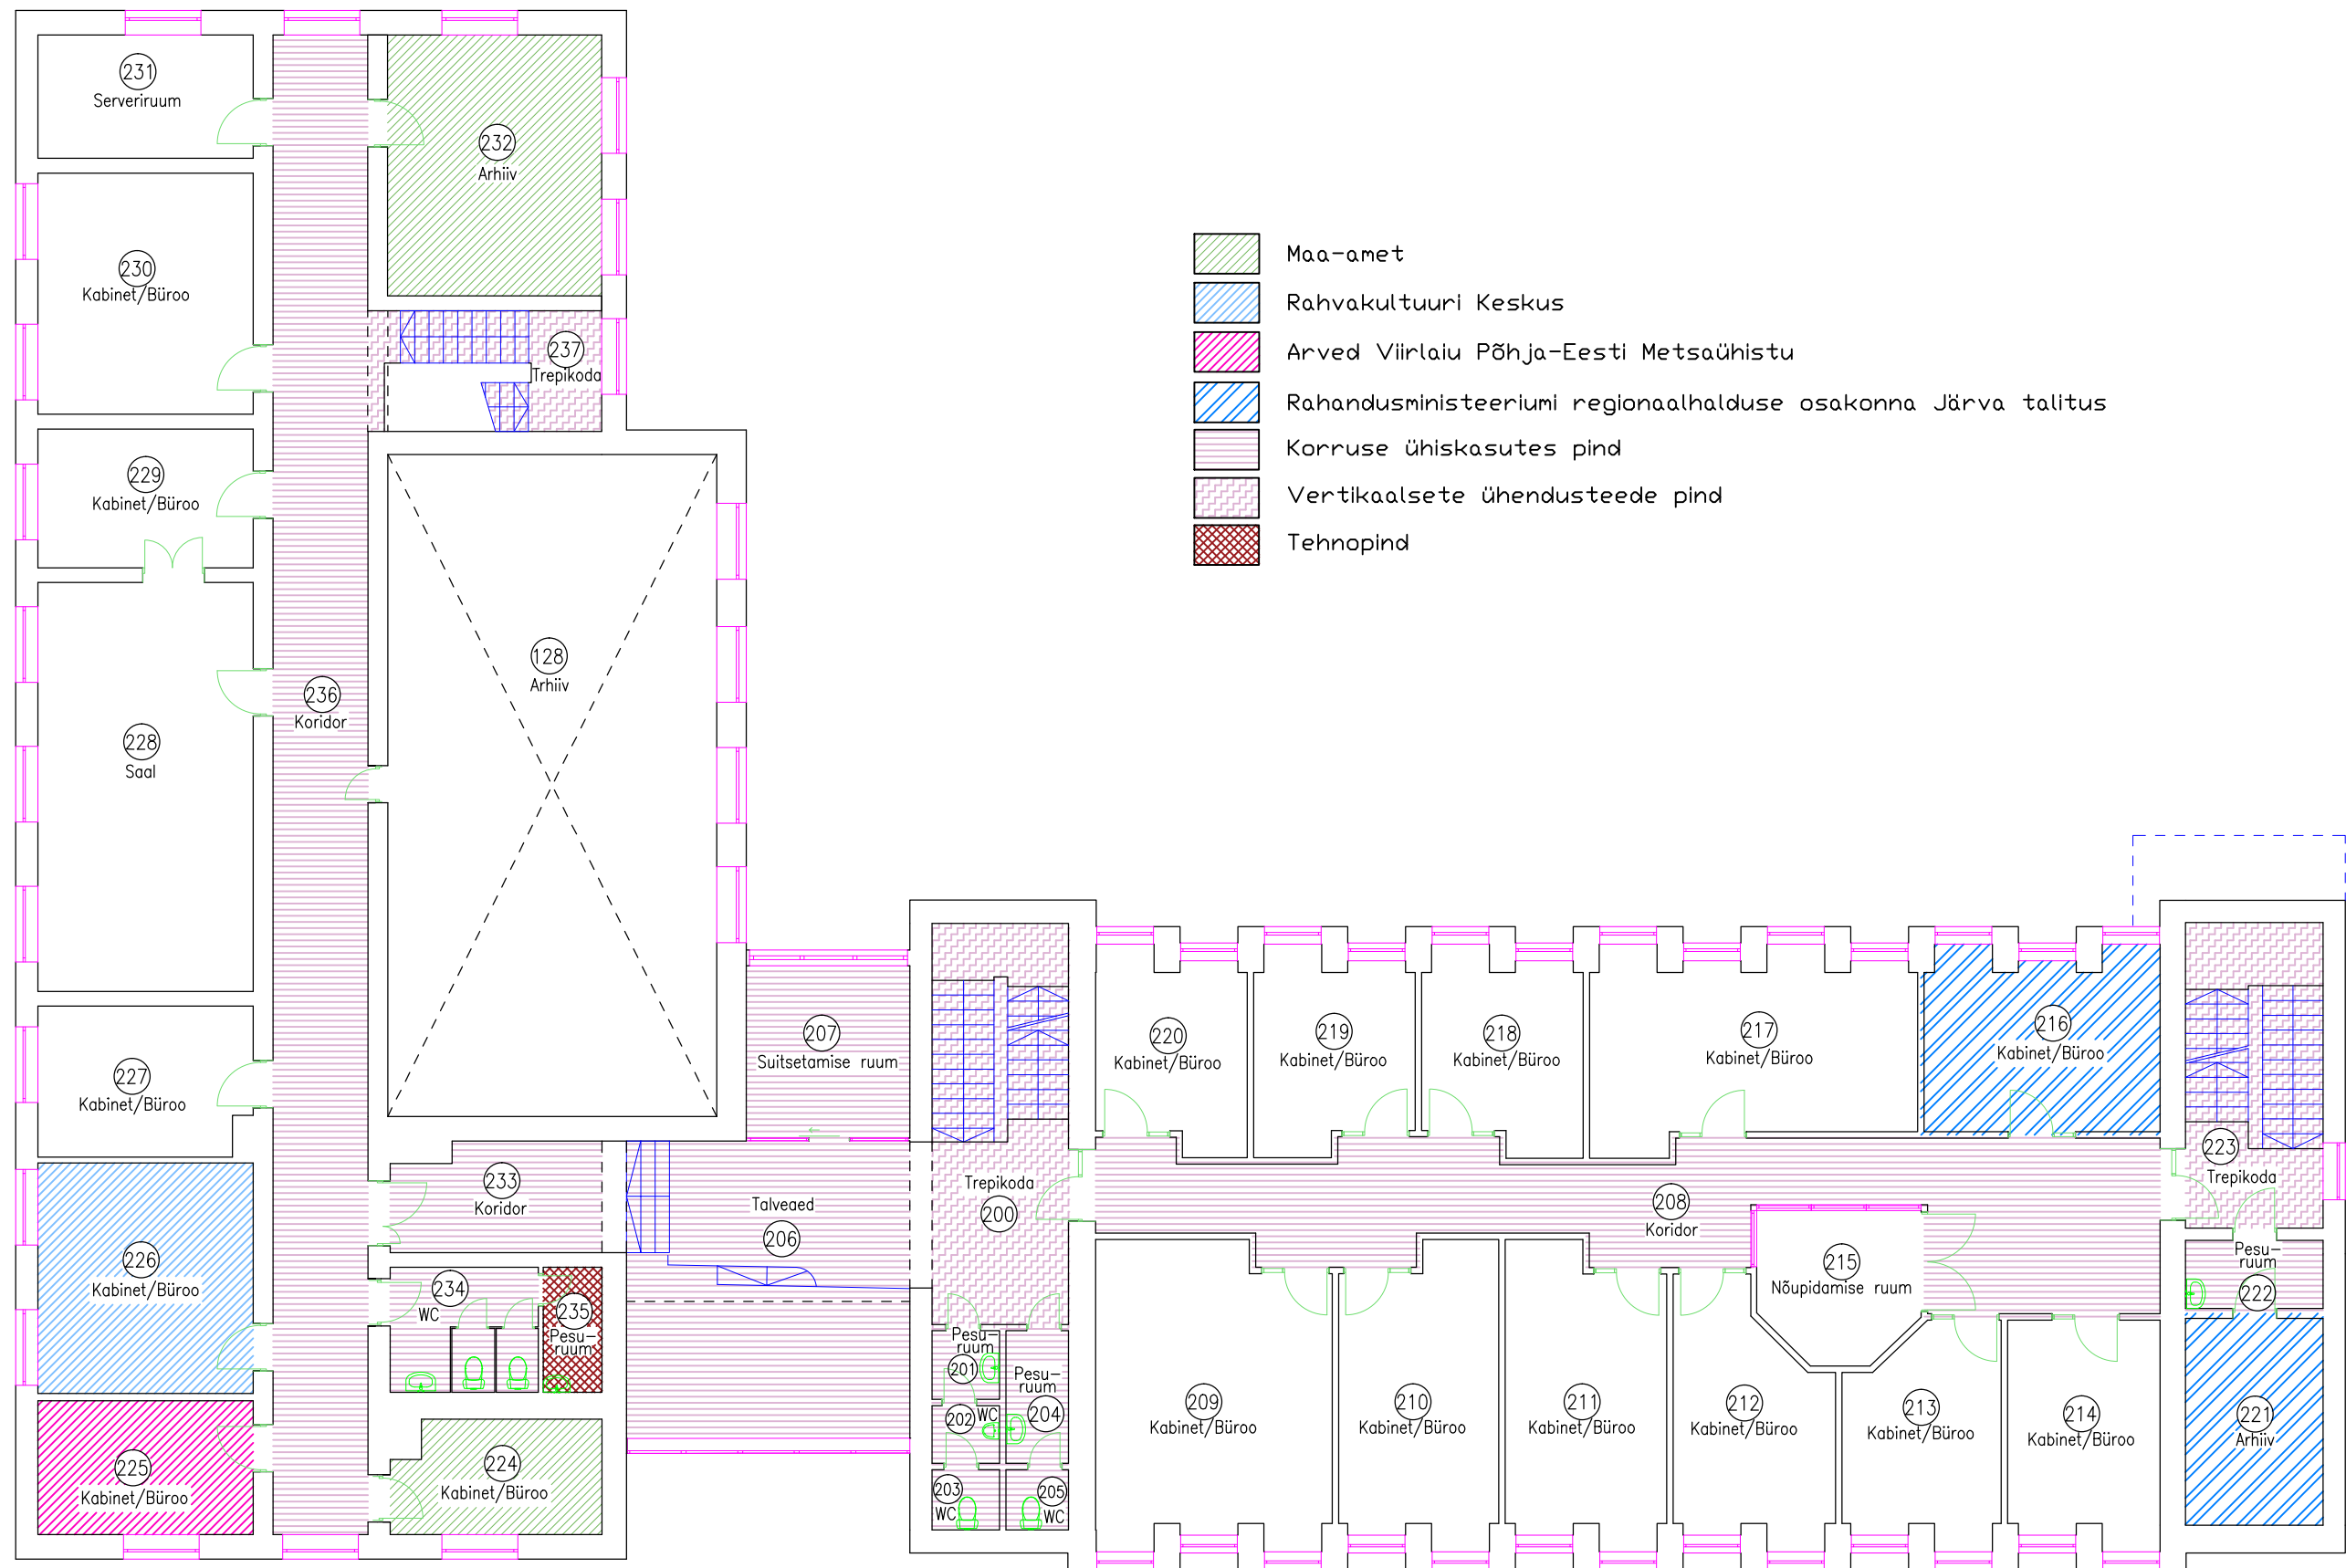 231
Serveriruum
232
Arhiiv
230
Kabinet/Büroo
237
Trepikoda
229
Kabinet/Büroo
128
Arhiiv
236
Koridor
228
Saal
Maa-amet
Rahvakultuuri Keskus
Arved Viirlaiu Põhja-Eesti Metsaühistu
Rahandusministeeriumi regionaalhalduse osakonna Järva talitus
Korruse ühiskasutes pind
Vertikaalsete ühendusteede pind
Tehnopind
227
Kabinet/Büroo
207
Suitsetamise ruum
233
Koridor
Talveaed
206
Trepikoda
200
226
Kabinet/Büroo
234
WC
235
Pesu-
ruum
225
Kabinet/Büroo
224
Kabinet/Büroo
Pesu-
ruum
201
202
WC
203
WC
Pesu-
ruum
204
205
WC
220
Kabinet/Büroo
219
Kabinet/Büroo
218
Kabinet/Büroo
217
Kabinet/Büroo
216
Kabinet/Büroo
223
Trepikoda
208
Koridor
215
Nõupidamise ruum
Pesu-
ruum
222
209
Kabinet/Büroo
210
Kabinet/Büroo
211
Kabinet/Büroo
212
Kabinet/Büroo
213
Kabinet/Büroo
214
Kabinet/Büroo
221
Arhiiv